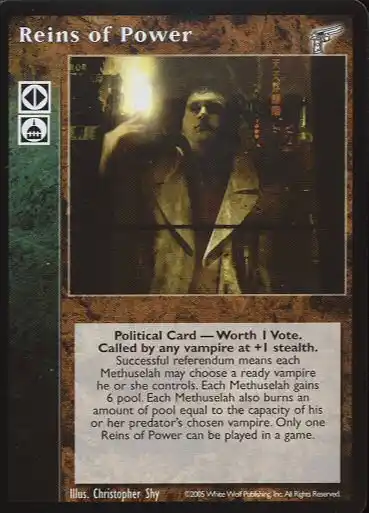 Reins of Power
Political Card — Worth 1 Vote.
Called by any vampire at +1 stealth.
Successful referendum means each
Methuselah may choose a ready vampire
he or she controls. Each Methuselah gains
6 pool. Each Methuselah also burns an
amount of pool equal to the capacity of his
or her predator's chosen vampire. Only one
Reins of Power can be played in a game.
Illus. Christopher Shy
©2005 White Wolf Publishing, Inc. All Rights Reserved.